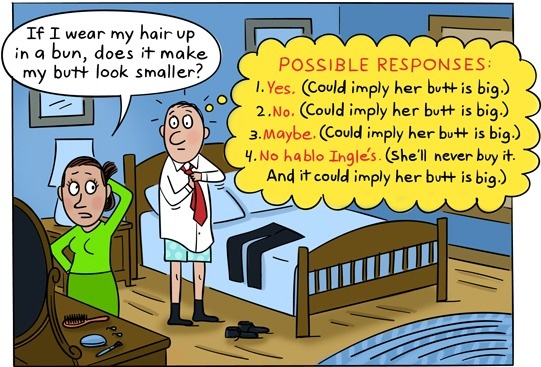 If I wear my hair up
in a bun, does it make
my butt look smaller?
POSSIBLE RESPONSES:
1. Yes. (Could imply her butt is big.)
2. No. (Could imply her butt is big.)
3. Maybe. (Could imply her butt is big.)
4. No hablo Inglés. (She'll never buy it.
And it could imply her butt is big.)